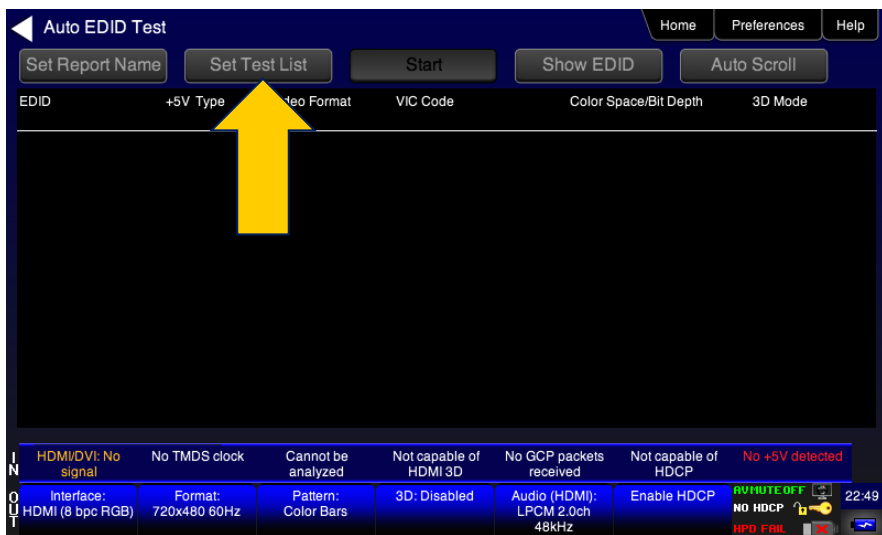 Auto EDID Test
Home
Preferences
Help
Set Report Name
Set Test List
Start
Show EDID
Auto Scroll
EDID
+5V Type
deo Format
VIC Code
Color Space/Bit Depth
3D Mode
IN
HDMI/DVI: No
signal
No TMDS clock
Cannot be
analyzed
Not capable of
HDMI 3D
No GCP packets
received
Not capable of
HDCP
No +5V detected
OUT
Interface:
HDMI (8 bpc RGB)
Format:
720x480 60Hz
Pattern:
Color Bars
3D: Disabled
Audio (HDMI):
LPCM 2.0ch
48kHz
Enable HDCP
AVMUTE OFF
NO HDCP
HPD FAIL
22:49